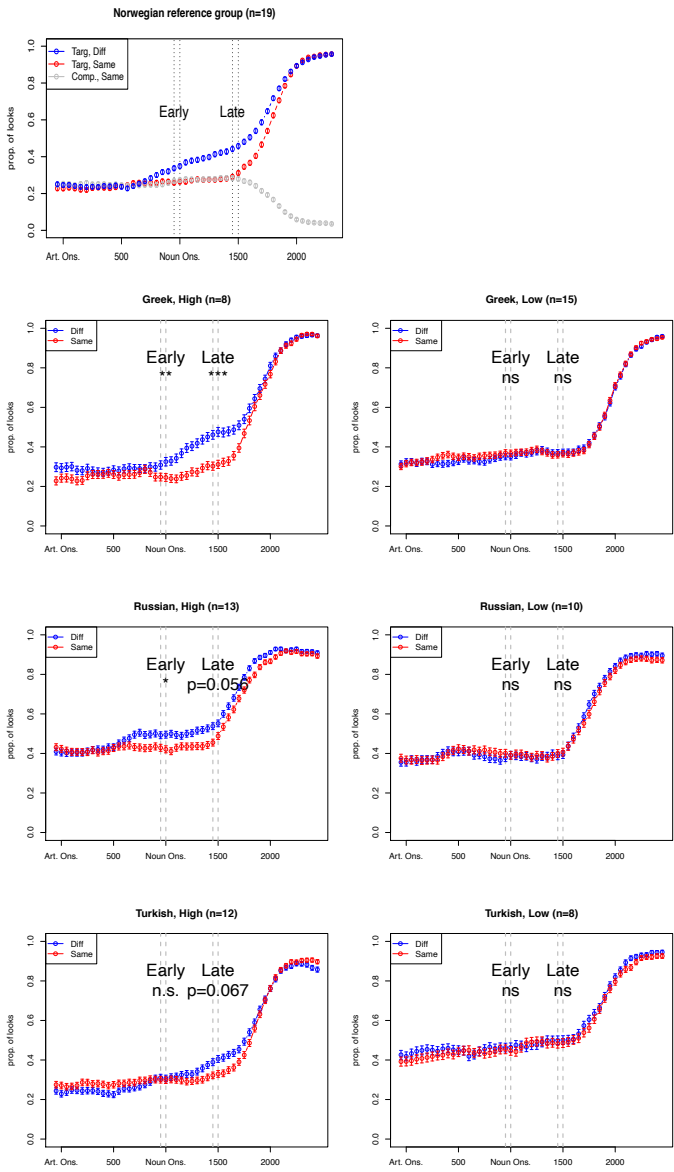 Norwegian reference group (n=19)
Targ, Diff
Targ, Same
Comp., Same
Early Late
prop. of looks
0.0 0.2 0.4 0.6 0.8 1.0
Art. Ons. 500 Noun Ons. 1500 2000
Greek, High (n=8)
Diff
Same
Early Late
** ***
prop. of looks
0.0 0.2 0.4 0.6 0.8 1.0
Art. Ons. 500 Noun Ons. 1500 2000
Greek, Low (n=15)
Diff
Same
Early Late
ns ns
prop. of looks
0.0 0.2 0.4 0.6 0.8 1.0
Art. Ons. 500 Noun Ons. 1500 2000
Russian, High (n=13)
Diff
Same
Early Late
* p=0.056
prop. of looks
0.0 0.2 0.4 0.6 0.8 1.0
Art. Ons. 500 Noun Ons. 1500 2000
Russian, Low (n=10)
Diff
Same
Early Late
ns ns
prop. of looks
0.0 0.2 0.4 0.6 0.8 1.0
Art. Ons. 500 Noun Ons. 1500 2000
Turkish, High (n=12)
Diff
Same
Early Late
n.s. p=0.067
prop. of looks
0.0 0.2 0.4 0.6 0.8 1.0
Art. Ons. 500 Noun Ons. 1500 2000
Turkish, Low (n=8)
Diff
Same
Early Late
ns ns
prop. of looks
0.0 0.2 0.4 0.6 0.8 1.0
Art. Ons. 500 Noun Ons. 1500 2000